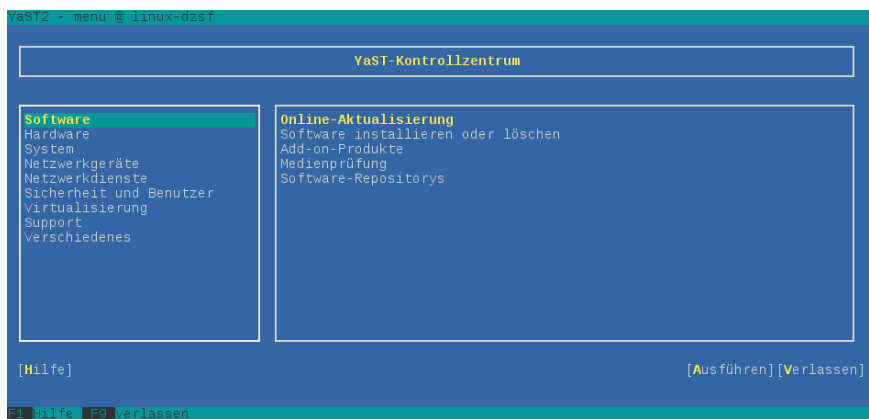 YaST2 - menu @ linux-dzsf
YaST-Kontrollzentrum
Software
Hardware
System
Netzwerkgeräte
Netzwerkdienste
Sicherheit und Benutzer
Virtualisierung
Support
Verschiedenes
Online-Aktualisierung
Software installieren oder löschen
Add-on-Produkte
Medienprüfung
Software-Repositorys
[Hilfe]
[Ausführen][Verlassen]
F1 Hilfe F9 Verlassen